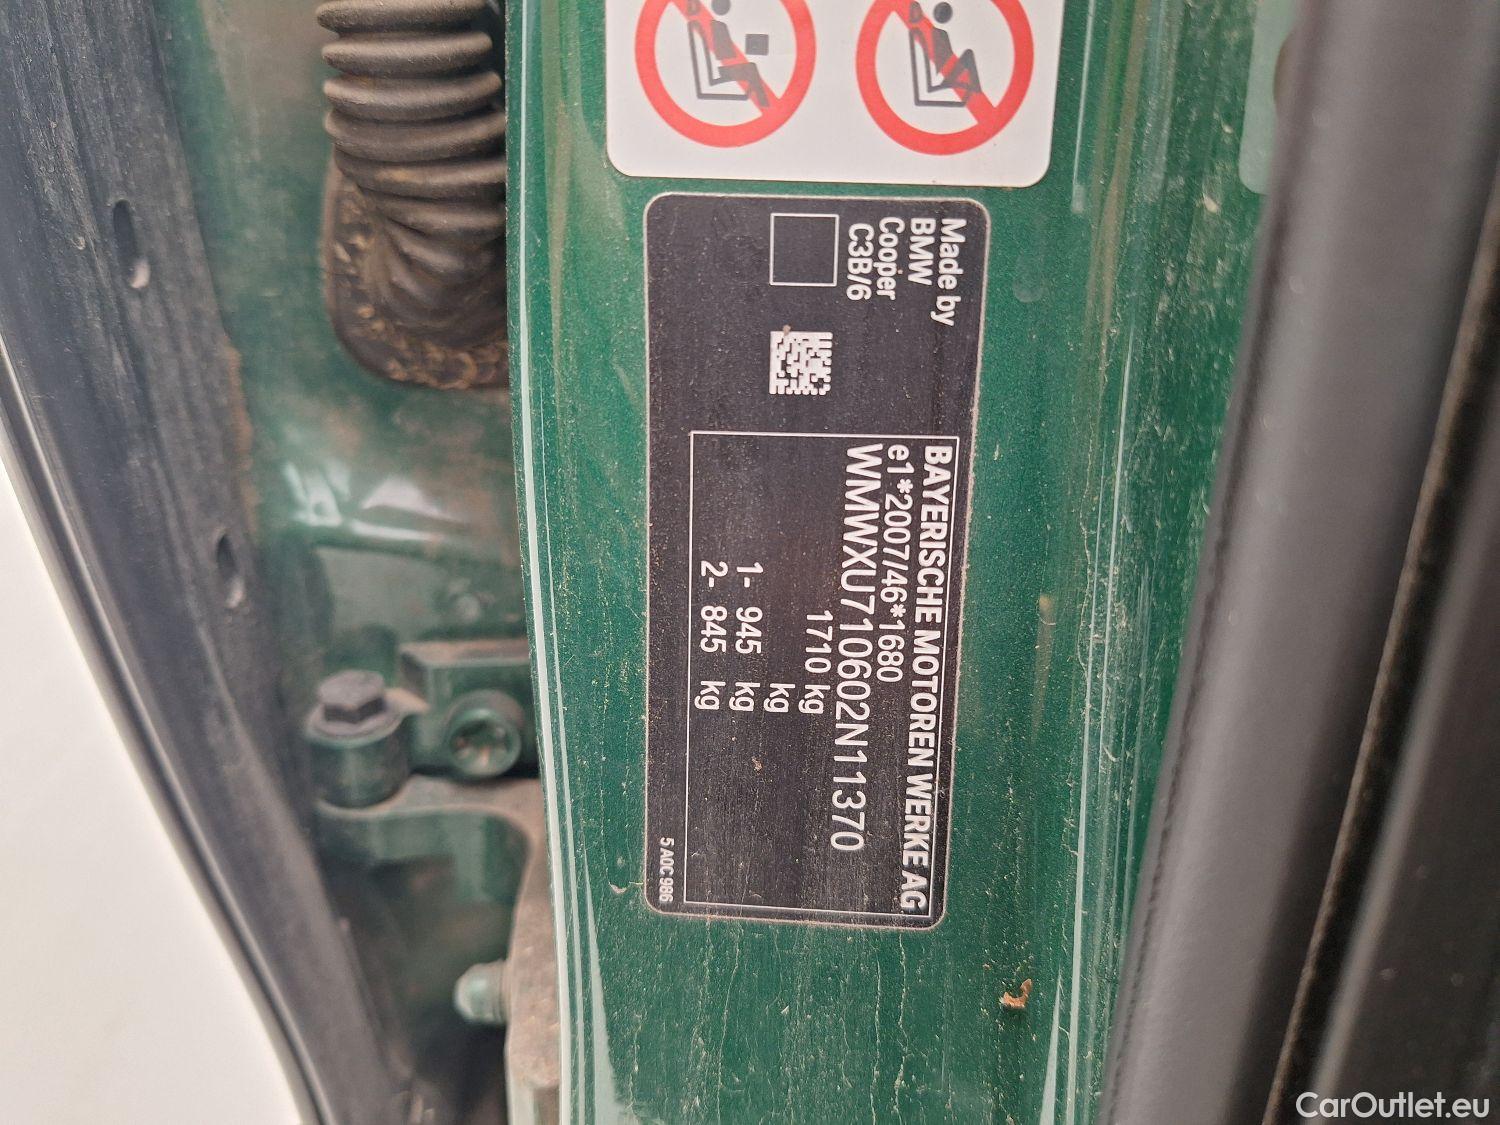 Made by
BMW
Cooper
C3B/6
BAYERISCHE MOTOREN WERKE AG
e1*2007/46*1680
WMWXU710602N11370
1710 kg
kg
1- 945 kg
2- 845 kg
5 A0C 986
CarOutlet.eu